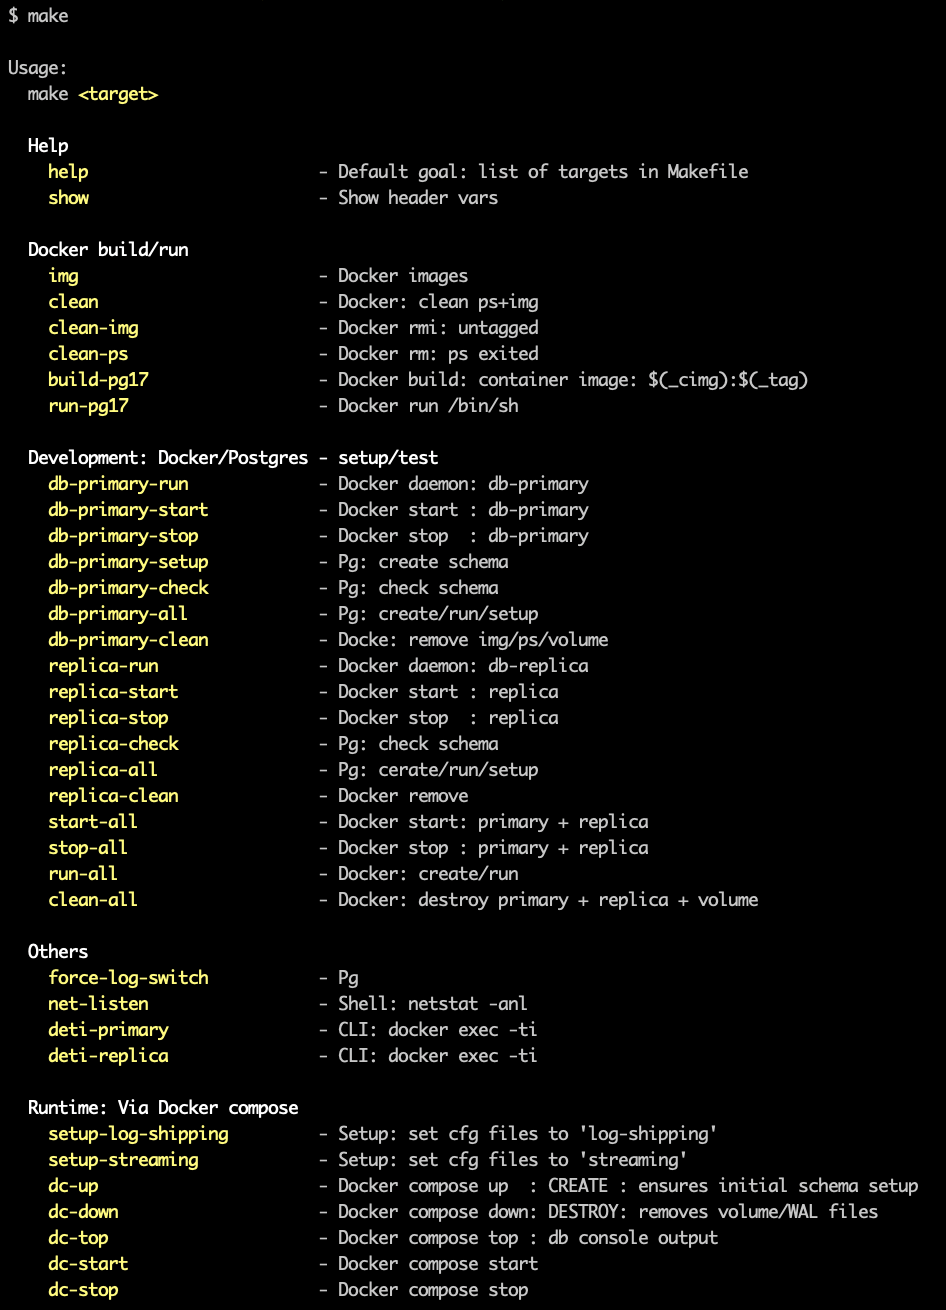 $ make
Usage:
make <target>
Help
help - Default goal: list of targets in Makefile
show - Show header vars
Docker build/run
img - Docker images
clean - Docker: clean ps+img
clean-img - Docker rmi: untagged
clean-ps - Docker rm: ps exited
build-pg17 - Docker build: container image: $(_cimg):$(_tag)
run-pg17 - Docker run /bin/sh
Development: Docker/Postgres - setup/test
db-primary-run - Docker daemon: db-primary
db-primary-start - Docker start : db-primary
db-primary-stop - Docker stop  : db-primary
db-primary-setup - Pg: create schema
db-primary-check - Pg: check schema
db-primary-all - Pg: create/run/setup
db-primary-clean - Docke: remove img/ps/volume
replica-run - Docker daemon: db-replica
replica-start - Docker start : replica
replica-stop - Docker stop  : replica
replica-check - Pg: check schema
replica-all - Pg: cerate/run/setup
replica-clean - Docker remove
start-all - Docker start: primary + replica
stop-all - Docker stop : primary + replica
run-all - Docker: create/run
clean-all - Docker: destroy primary + replica + volume
Others
force-log-switch - Pg
net-listen - Shell: netstat -anl
deti-primary - CLI: docker exec -ti
deti-replica - CLI: docker exec -ti
Runtime: Via Docker compose
setup-log-shipping - Setup: set cfg files to 'log-shipping'
setup-streaming - Setup: set cfg files to 'streaming'
dc-up - Docker compose up  : CREATE : ensures initial schema setup
dc-down - Docker compose down: DESTROY: removes volume/WAL files
dc-top - Docker compose top : db console output
dc-start - Docker compose start
dc-stop - Docker compose stop